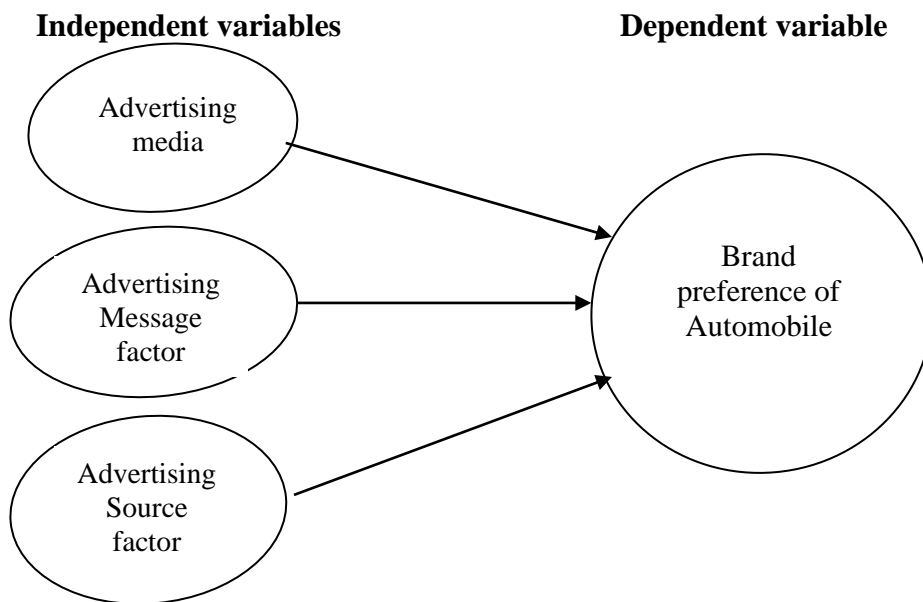 Independent variables
Dependent variable
Advertising
media
Advertising
Message
factor
Advertising
Source
factor
Brand
preference of
Automobile